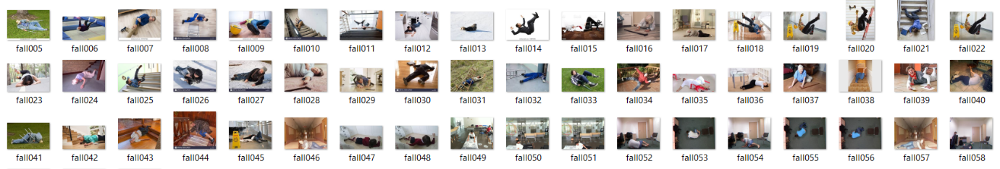 fall005 fall006 fall007 fall008 fall009 fall010 fall011 fall012 fall013 fall014 fall015 fall016 fall017 fall018 fall019 fall020 fall021 fall022
fall023 fall024 fall025 fall026 fall027 fall028 fall029 fall030 fall031 fall032 fall033 fall034 fall035 fall036 fall037 fall038 fall039 fall040
fall041 fall042 fall043 fall044 fall045 fall046 fall047 fall048 fall049 fall050 fall051 fall052 fall053 fall054 fall055 fall056 fall057 fall058